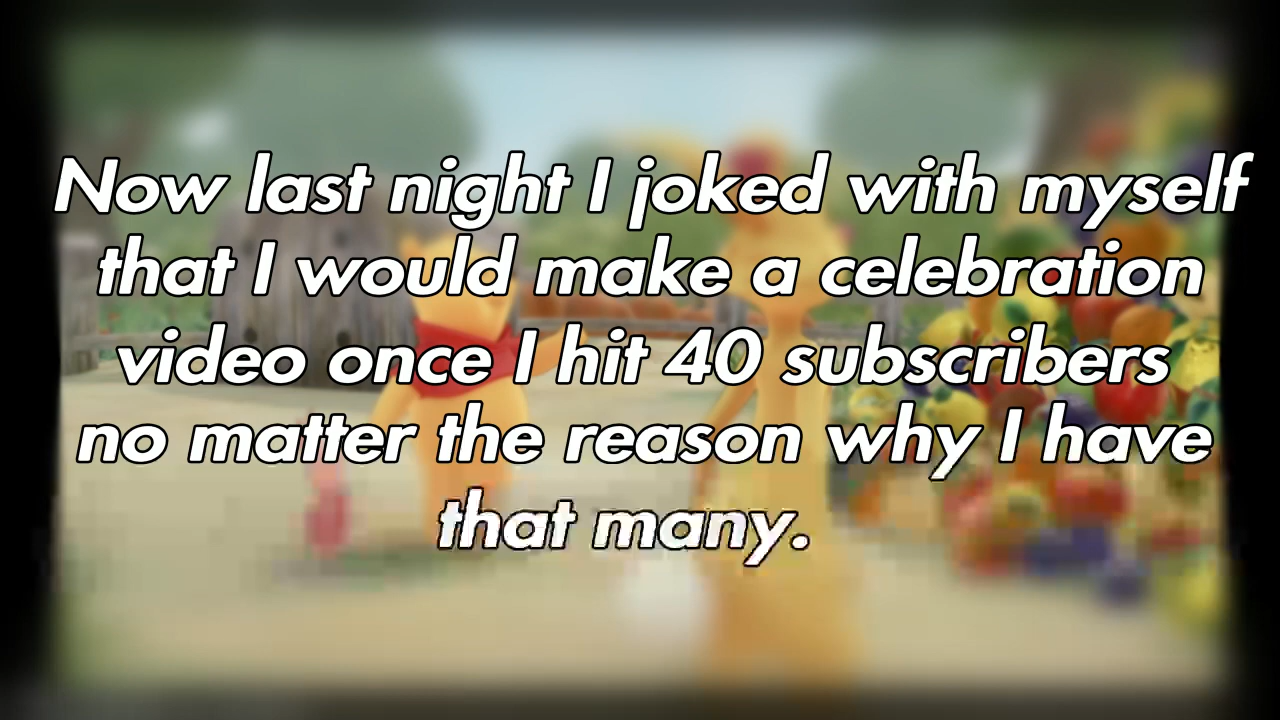 Now last night I joked with myself
that I would make a celebration
video once I hit 40 subscribers
no matter the reason why I have
that many.